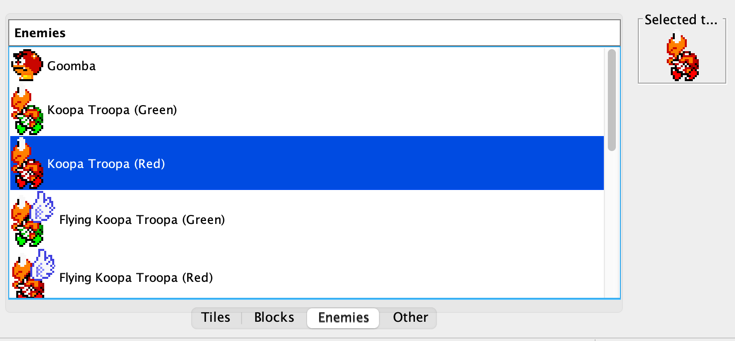 Selected t...
Enemies
Goomba
Koopa Troopa (Green)
Koopa Troopa (Red)
Flying Koopa Troopa (Green)
Flying Koopa Troopa (Red)
Tiles Blocks Enemies Other